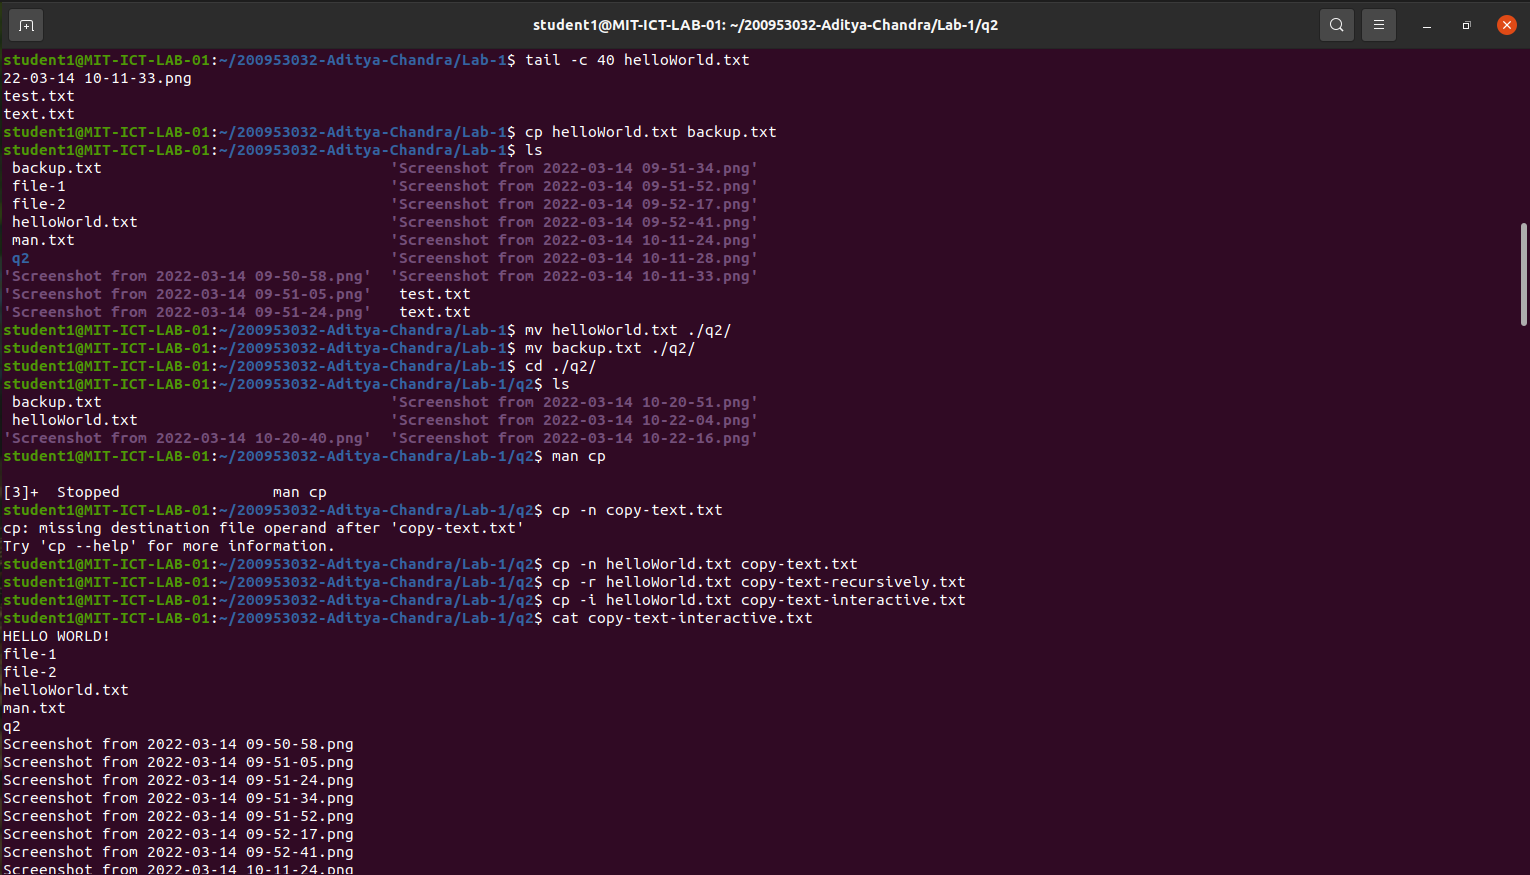 student1@MIT-ICT-LAB-01: ~/200953032-Aditya-Chandra/Lab-1/q2
student1@MIT-ICT-LAB-01:~/200953032-Aditya-Chandra/Lab-1$ tail -c 40 helloWorld.txt
22-03-14 10-11-33.png
test.txt
text.txt
student1@MIT-ICT-LAB-01:~/200953032-Aditya-Chandra/Lab-1$ cp helloWorld.txt backup.txt
student1@MIT-ICT-LAB-01:~/200953032-Aditya-Chandra/Lab-1$ ls
 backup.txt                                'Screenshot from 2022-03-14 09-51-34.png'
 file-1                                    'Screenshot from 2022-03-14 09-51-52.png'
 file-2                                    'Screenshot from 2022-03-14 09-52-17.png'
 helloWorld.txt                            'Screenshot from 2022-03-14 09-52-41.png'
 man.txt                                   'Screenshot from 2022-03-14 10-11-24.png'
 q2                                        'Screenshot from 2022-03-14 10-11-28.png'
'Screenshot from 2022-03-14 09-50-58.png'  'Screenshot from 2022-03-14 10-11-33.png'
'Screenshot from 2022-03-14 09-51-05.png'   test.txt
'Screenshot from 2022-03-14 09-51-24.png'   text.txt
student1@MIT-ICT-LAB-01:~/200953032-Aditya-Chandra/Lab-1$ mv helloWorld.txt ./q2/
student1@MIT-ICT-LAB-01:~/200953032-Aditya-Chandra/Lab-1$ mv backup.txt ./q2/
student1@MIT-ICT-LAB-01:~/200953032-Aditya-Chandra/Lab-1$ cd ./q2/
student1@MIT-ICT-LAB-01:~/200953032-Aditya-Chandra/Lab-1/q2$ ls
 backup.txt                                'Screenshot from 2022-03-14 10-20-51.png'
 helloWorld.txt                            'Screenshot from 2022-03-14 10-22-04.png'
'Screenshot from 2022-03-14 10-20-40.png'  'Screenshot from 2022-03-14 10-22-16.png'
student1@MIT-ICT-LAB-01:~/200953032-Aditya-Chandra/Lab-1/q2$ man cp
[3]+  Stopped                 man cp
student1@MIT-ICT-LAB-01:~/200953032-Aditya-Chandra/Lab-1/q2$ cp -n copy-text.txt
cp: missing destination file operand after 'copy-text.txt'
Try 'cp --help' for more information.
student1@MIT-ICT-LAB-01:~/200953032-Aditya-Chandra/Lab-1/q2$ cp -n helloWorld.txt copy-text.txt
student1@MIT-ICT-LAB-01:~/200953032-Aditya-Chandra/Lab-1/q2$ cp -r helloWorld.txt copy-text-recursively.txt
student1@MIT-ICT-LAB-01:~/200953032-Aditya-Chandra/Lab-1/q2$ cp -i helloWorld.txt copy-text-interactive.txt
student1@MIT-ICT-LAB-01:~/200953032-Aditya-Chandra/Lab-1/q2$ cat copy-text-interactive.txt
HELLO WORLD!
file-1
file-2
helloWorld.txt
man.txt
q2
Screenshot from 2022-03-14 09-50-58.png
Screenshot from 2022-03-14 09-51-05.png
Screenshot from 2022-03-14 09-51-24.png
Screenshot from 2022-03-14 09-51-34.png
Screenshot from 2022-03-14 09-51-52.png
Screenshot from 2022-03-14 09-52-17.png
Screenshot from 2022-03-14 09-52-41.png
Screenshot from 2022-03-14 10-11-24.png